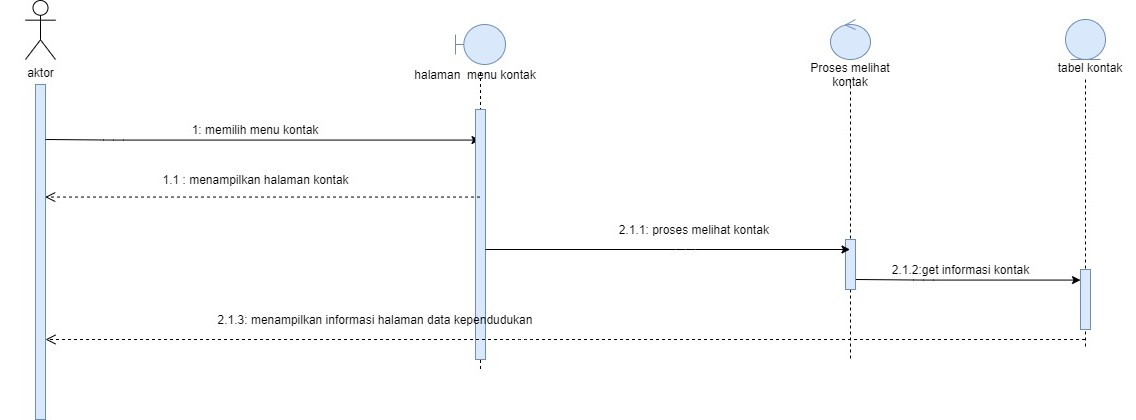 aktor
halaman menu kontak
Proses melihat
kontak
tabel kontak
1: memilih menu kontak
1.1 : menampilkan halaman kontak
2.1.1: proses melihat kontak
2.1.2:get informasi kontak
2.1.3: menampilkan informasi halaman data kependudukan